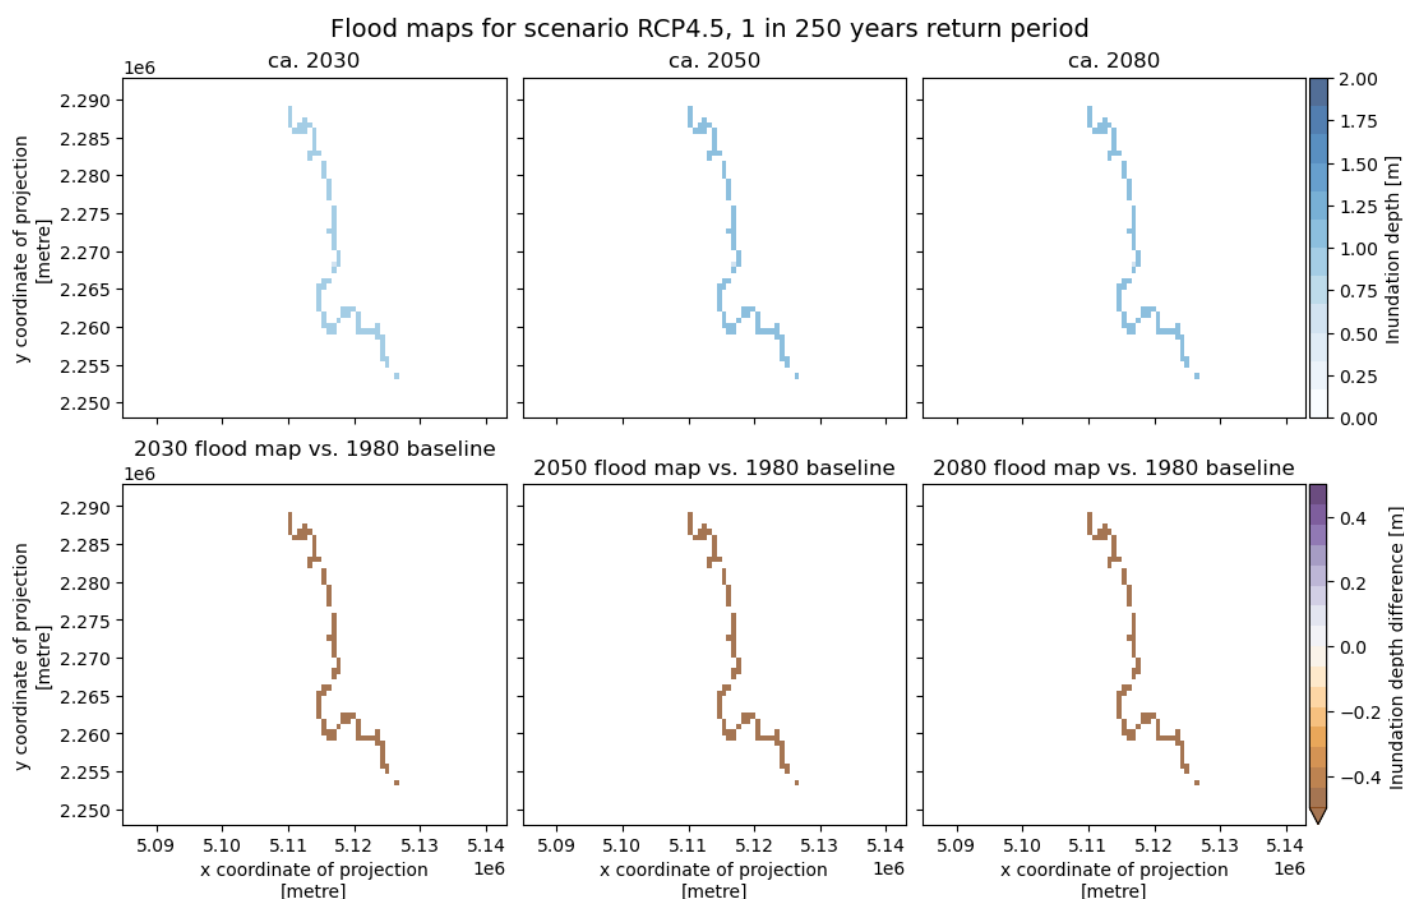 Flood maps for scenario RCP4.5, 1 in 250 years return period
ca. 2030
ca. 2050
ca. 2080
1e6
2.290
2.285
2.280
2.275
2.270
2.265
2.260
2.255
2.250
y coordinate of projection
[metre]
2.00
1.75
1.50
1.25
1.00
0.75
0.50
0.25
0.00
Inundation depth [m]
2030 flood map vs. 1980 baseline
2050 flood map vs. 1980 baseline
2080 flood map vs. 1980 baseline
1e6
2.290
2.285
2.280
2.275
2.270
2.265
2.260
2.255
2.250
y coordinate of projection
[metre]
0.4
0.2
0.0
−0.2
−0.4
Inundation depth difference [m]
5.09 5.10 5.11 5.12 5.13 5.14
1e6
x coordinate of projection
[metre]
5.09 5.10 5.11 5.12 5.13 5.14
1e6
x coordinate of projection
[metre]
5.09 5.10 5.11 5.12 5.13 5.14
1e6
x coordinate of projection
[metre]